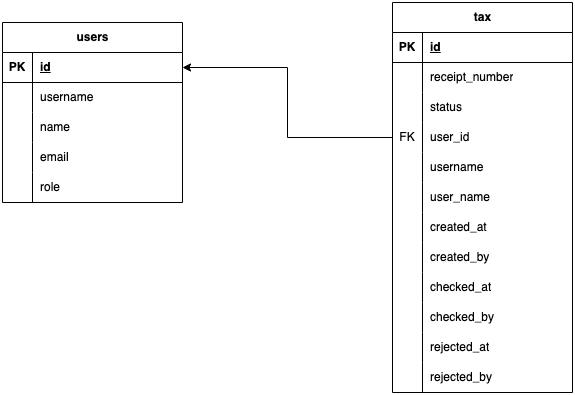 users
PK id
username
name
email
role
tax
PK id
receipt_number
status
FK user_id
username
user_name
created_at
created_by
checked_at
checked_by
rejected_at
rejected_by